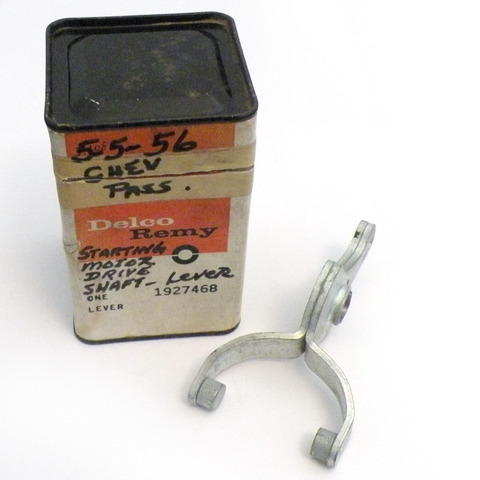 55-56
CHEV
PASS.
Delco
Remy
STARTING
MOTOR
DRIVE
SHAFT - LEVER
1927468
ONE
LEVER